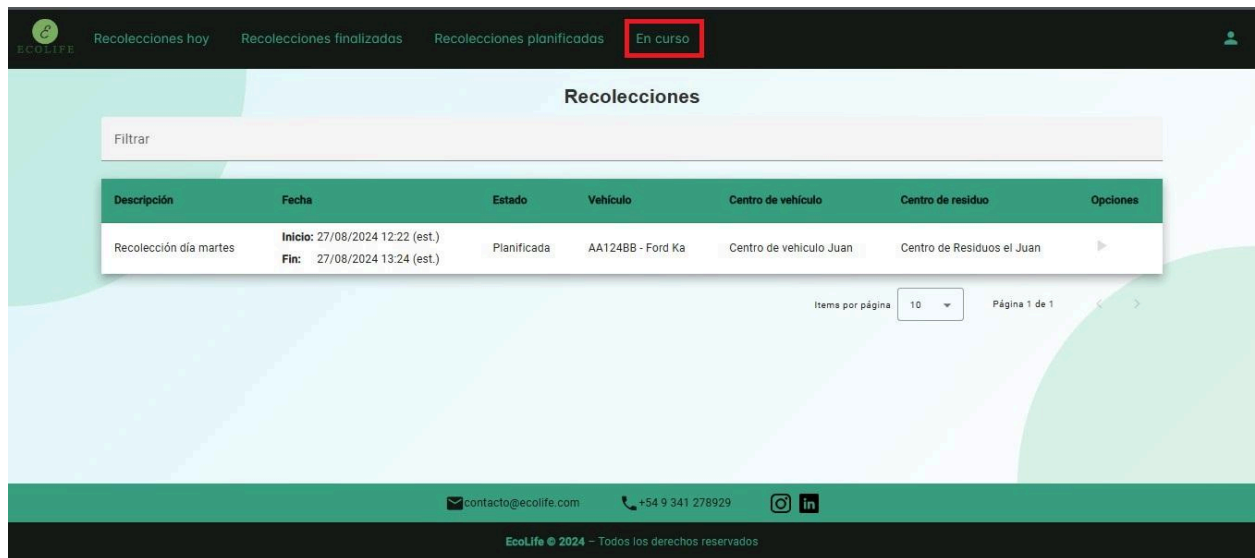 ℰ
ECOLIFE
Recolecciones hoy
Recolecciones finalizadas
Recolecciones planificadas
En curso
Recolecciones
Filtrar
Descripción Fecha Estado Vehículo Centro de vehículo Centro de residuo Opciones
Inicio: 27/08/2024 12:22 (est.)
Recolección día martes Planificada AA124BB - Ford Ka Centro de vehiculo Juan Centro de Residuos el Juan
Fin: 27/08/2024 13:24 (est.)
Items por página 10 Página 1 de 1
contacto@ecolife.com +54 9 341 278929 in
EcoLife © 2024 – Todos los derechos reservados